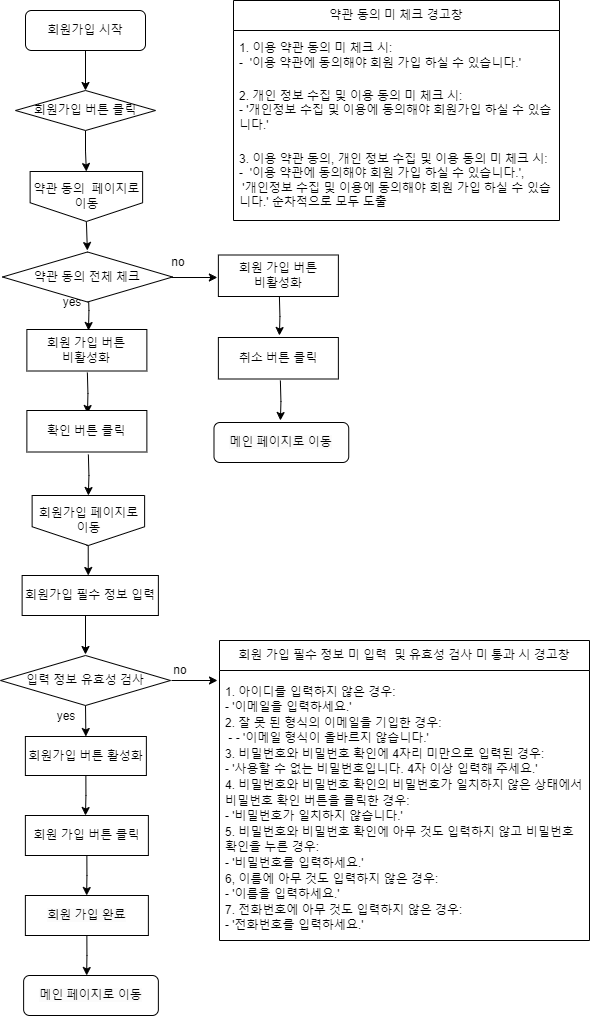 회원가입 시작
회원가입 버튼 클릭
약관 동의  페이지로
이동
약관 동의 전체 체크
no
yes
회원 가입 버튼
비활성화
취소 버튼 클릭
메인 페이지로 이동
회원 가입 버튼
비활성화
확인 버튼 클릭
회원가입 페이지로
이동
회원가입 필수 정보 입력
입력 정보 유효성 검사
no
yes
회원가입 버튼 활성화
회원 가입 버튼 클릭
회원 가입 완료
메인 페이지로 이동
약관 동의 미 체크 경고창
1. 이용 약관 동의 미 체크 시:
-  '이용 약관에 동의해야 회원 가입 하실 수 있습니다.'
2. 개인 정보 수집 및 이용 동의 미 체크 시:
- '개인정보 수집 및 이용에 동의해야 회원가입 하실 수 있습
니다.'
3. 이용 약관 동의, 개인 정보 수집 및 이용 동의 미 체크 시:
-  '이용 약관에 동의해야 회원 가입 하실 수 있습니다.',
'개인정보 수집 및 이용에 동의해야 회원 가입 하실 수 있습
니다.' 순차적으로 모두 도출
회원 가입 필수 정보 미 입력  및 유효성 검사 미 통과 시 경고창
1. 아이디를 입력하지 않은 경우:
- '이메일을 입력하세요.'
2. 잘 못 된 형식의 이메일을 기입한 경우:
- - '이메일 형식이 올바르지 않습니다.'
3. 비밀번호와 비밀번호 확인에 4자리 미만으로 입력된 경우:
- '사용할 수 없는 비밀번호입니다. 4자 이상 입력해 주세요.'
4. 비밀번호와 비밀번호 확인의 비밀번호가 일치하지 않은 상태에서
비밀번호 확인 버튼을 클릭한 경우:
- '비밀번호가 일치하지 않습니다.'
5. 비밀번호와 비밀번호 확인에 아무 것도 입력하지 않고 비밀번호
확인을 누른 경우:
- '비밀번호를 입력하세요.'
6, 이름에 아무 것도 입력하지 않은 경우:
- '이름을 입력하세요.'
7. 전화번호에 아무 것도 입력하지 않은 경우:
- '전화번호를 입력하세요.'